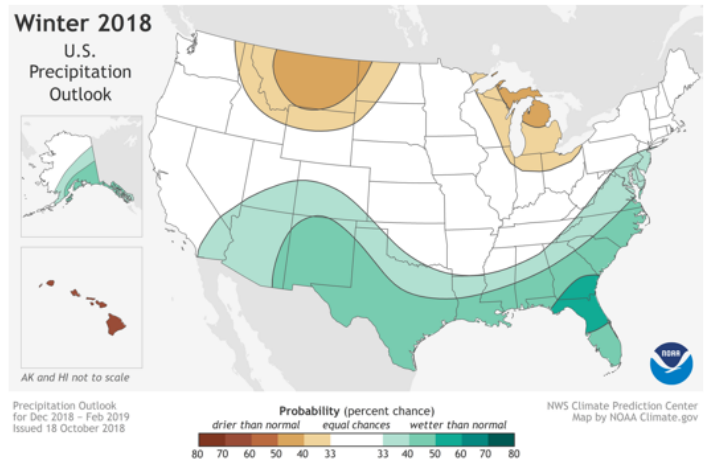 Winter 2018
U.S.
Precipitation
Outlook
AK and HI not to scale
NOAA
Precipitation Outlook
for Dec 2018 – Feb 2019
Issued 18 October 2018
NWS Climate Prediction Center
Map by NOAA Climate.gov
Probability (percent chance)
drier than normal equal chances wetter than normal
80 70 60 50 40 33 33 40 50 60 70 80